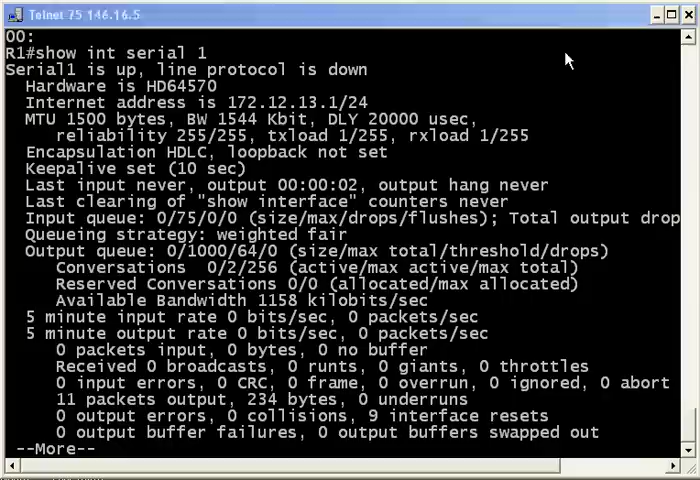 Telnet 75 146.16.5
00:
R1#show int serial 1
Serial1 is up, line protocol is down
Hardware is HD64570
Internet address is 172.12.13.1/24
MTU 1500 bytes, BW 1544 Kbit, DLY 20000 usec,
reliability 255/255, txload 1/255, rxload 1/255
Encapsulation HDLC, loopback not set
Keepalive set (10 sec)
Last input never, output 00:00:02, output hang never
Last clearing of "show interface" counters never
Input queue: 0/75/0/0 (size/max/drops/flushes); Total output drop
Queueing strategy: weighted fair
Output queue: 0/1000/64/0 (size/max total/threshold/drops)
Conversations 0/2/256 (active/max active/max total)
Reserved Conversations 0/0 (allocated/max allocated)
Available Bandwidth 1158 kilobits/sec
5 minute input rate 0 bits/sec, 0 packets/sec
5 minute output rate 0 bits/sec, 0 packets/sec
0 packets input, 0 bytes, 0 no buffer
Received 0 broadcasts, 0 runts, 0 giants, 0 throttles
0 input errors, 0 CRC, 0 frame, 0 overrun, 0 ignored, 0 abort
11 packets output, 234 bytes, 0 underruns
0 output errors, 0 collisions, 9 interface resets
0 output buffer failures, 0 output buffers swapped out
--More--